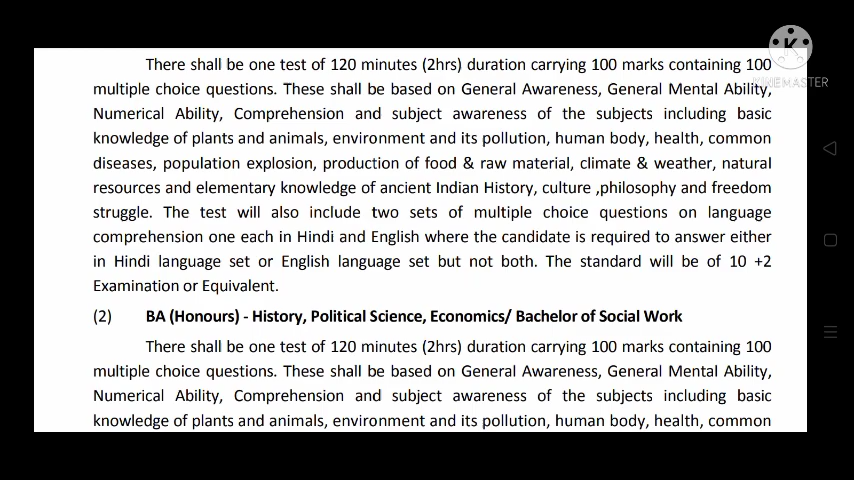 K
KINEMASTER
There shall be one test of 120 minutes (2hrs) duration carrying 100 marks containing 100
multiple choice questions. These shall be based on General Awareness, General Mental Ability,
Numerical Ability, Comprehension and subject awareness of the subjects including basic
knowledge of plants and animals, environment and its pollution, human body, health, common
diseases, population explosion, production of food & raw material, climate & weather, natural
resources and elementary knowledge of ancient Indian History, culture ,philosophy and freedom
struggle. The test will also include two sets of multiple choice questions on language
comprehension one each in Hindi and English where the candidate is required to answer either
in Hindi language set or English language set but not both. The standard will be of 10 +2
Examination or Equivalent.
(2) BA (Honours) - History, Political Science, Economics/ Bachelor of Social Work
There shall be one test of 120 minutes (2hrs) duration carrying 100 marks containing 100
multiple choice questions. These shall be based on General Awareness, General Mental Ability,
Numerical Ability, Comprehension and subject awareness of the subjects including basic
knowledge of plants and animals, environment and its pollution, human body, health, common